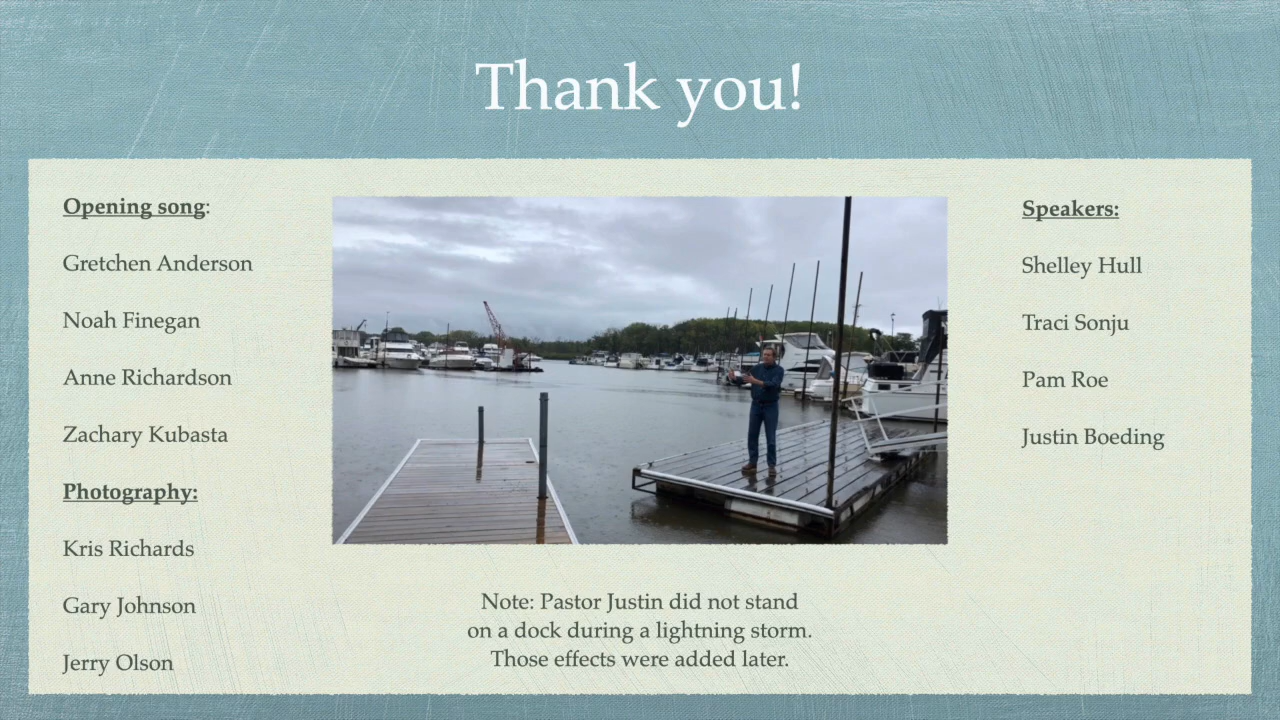 Thank you!
Opening song:
Gretchen Anderson
Noah Finegan
Anne Richardson
Zachary Kubasta
Photography:
Kris Richards
Gary Johnson
Jerry Olson
Note: Pastor Justin did not stand
on a dock during a lightning storm.
Those effects were added later.
Speakers:
Shelley Hull
Traci Sonju
Pam Roe
Justin Boeding